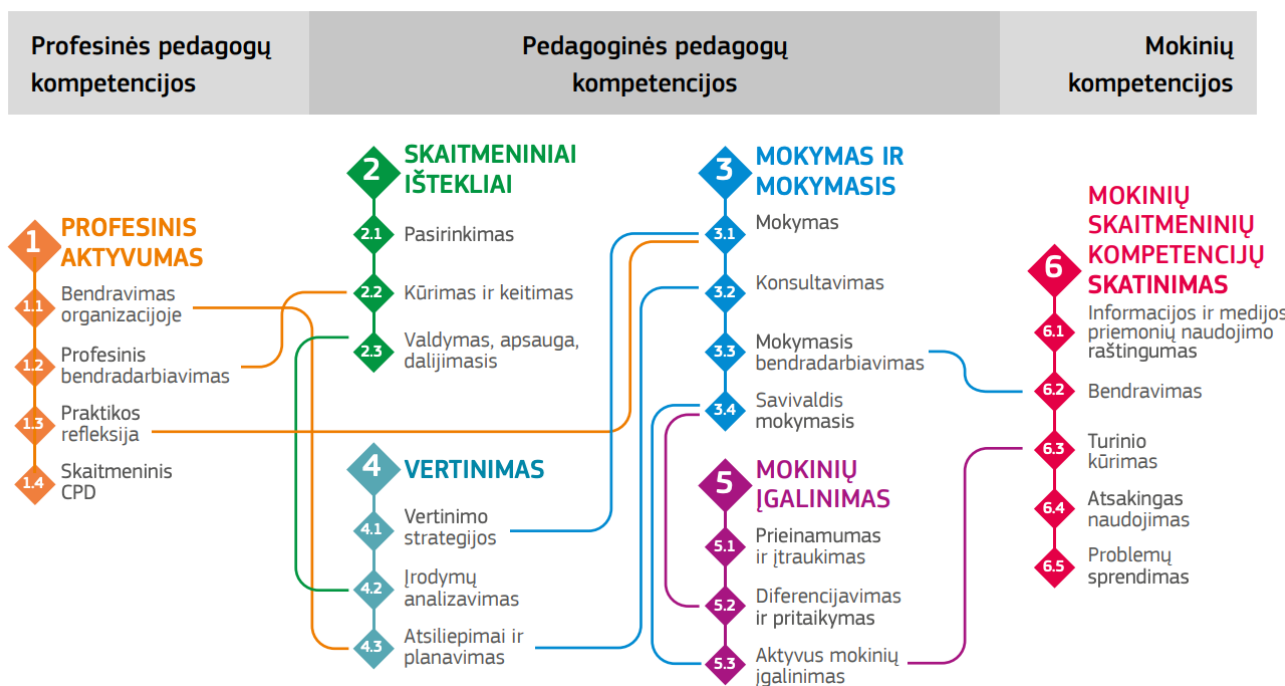 Profesinės pedagogų
kompetencijos
Pedagoginės pedagogų
kompetencijos
Mokinių
kompetencijos
1
PROFESINIS
AKTYVUMAS
1.1
Bendravimas
organizacijoje
1.2
Profesinis
bendradarbiavimas
1.3
Praktikos
refleksija
1.4
Skaitmeninis
CPD
2
SKAITMENINIAI
IŠTEKLIAI
2.1
Pasirinkimas
2.2
Kūrimas ir keitimas
2.3
Valdymas, apsauga,
dalijimasis
4
VERTINIMAS
4.1
Vertinimo
strategijos
4.2
Įrodymų
analizavimas
4.3
Atsiliepimai ir
planavimas
3
MOKYMAS IR
MOKYMASIS
3.1
Mokymas
3.2
Konsultavimas
3.3
Mokymasis
bendradarbiavimas
3.4
Savivaldis
mokymasis
5
MOKINIŲ
ĮGALINIMAS
5.1
Prieinamumas
ir įtraukimas
5.2
Diferencijavimas
ir pritaikymas
5.3
Aktyvus mokinių
įgalinimas
6
MOKINIŲ
SKAITMENINIŲ
KOMPETENCIJŲ
SKATINIMAS
6.1
Informacijos ir medijos
priemonių naudojimo
raštingumas
6.2
Bendravimas
6.3
Turinio
kūrimas
6.4
Atsakingas
naudojimas
6.5
Problemų
sprendimas